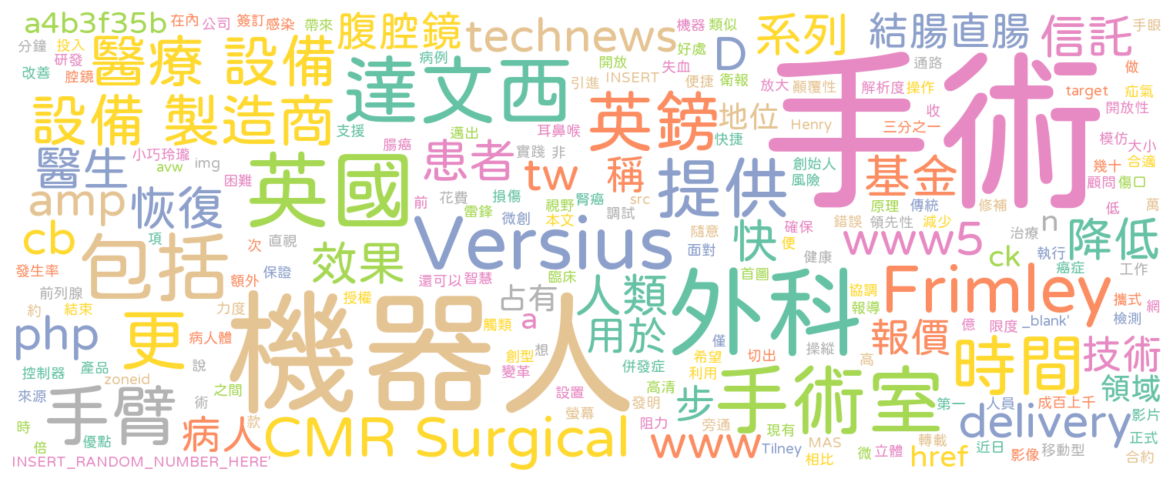 a4b3f35b 在內 公司 簽訂 感染 帶來 腹腔鏡 technews 機器 類似 D 系列 結腸直腸 信託 手眼
分鐘 投入 研發 醫療 設備 病例 開放 失血 好處 衛報 通路 做
改善 腔鏡 達文西 引進 INSERT 便捷 放大 顛覆性 解析度 操作 target 疝氣
設備 製造商 支援 邁出 耳鼻喉 英鎊 地位 Henry 手術 收 三分之一 開放性
醫生 小巧玲瓏 avw img 腸癌 患者 實踐 非 稱 快捷 創始人 風險 基金 模仿 大小 幾十 合適 顧問 傷口
amp 恢復 困難 英國 前 花費 損傷 雷鋒 微創 視野 本文 腎癌 tw src 調試 提供 原理 傳統 修補 低 萬
cb 項 次 直視 效果 Versius 隨意 面對 快 確保 便 錯誤 領先性 減少 www5 n 治療 降低
包括 發生率 額外 保證 還可以 智慧 臨床 首圖 健康 ck 執行 癌症 工作
前列腺 約 結束 力度 授權 占有 人類 外科 協調 報導 Frimley 攜式 網
php 更 病人體 機器人 觸類 a 用於 僅 操縱 億 限度 _blank' 檢測
控制器 產品 說 創型 變革 想 併發症 希望 利用 切出 高 報價 時間 技術
來源 zoneid 之間 設置 高清 螢幕 發明 手術室 領域
手臂 術 款 步 阻力 第一 人員 成百上千 影片
時 倍 優點 病人 CMR Surgical www 旁通 現有 delivery 正式
INSERT_RANDOM_NUMBER_HERE' Tilney MAS 相比 微 立體 轉載 href 近日 影像 移動型 合約